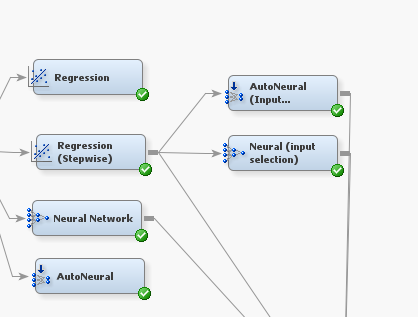 Regression
AutoNeural
(Input...
Regression
(Stepwise)
Neural (input
selection)
Neural Network
AutoNeural